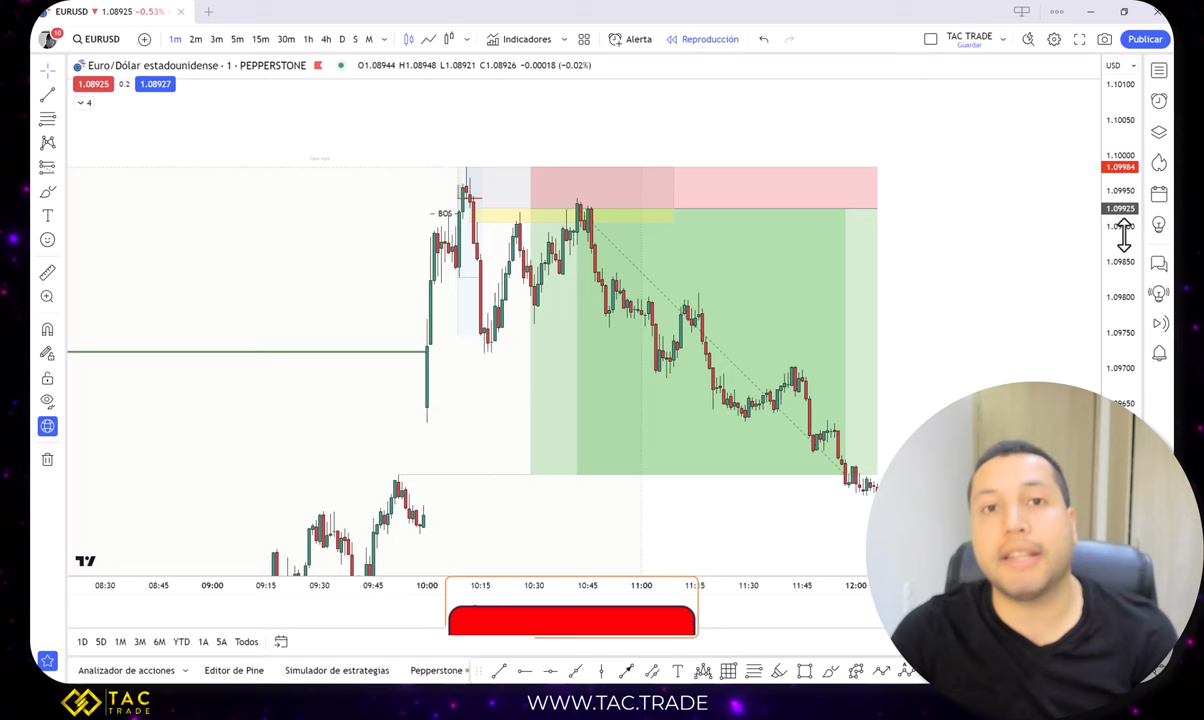 EURUSD ▼ 1.08925 −0.53% /
10
EURUSD
1m 2m 3m 5m 15m 30m 1h 4h D S M
Indicadores
Alerta
Reproducción
TAC TRADE
Guardar
Publicar
Euro/Dólar estadounidense · 1 · PEPPERSTONE
O1.08944 H1.08948 L1.08921 C1.08926 −0.00018 (−0.02%)
USD
1.08925 0.2 1.08927
4
1.10100
1.10050
1.10000
New York
1.09984
1.09950
BOS
1.09925
1.09850
1.09800
1.09750
1.09700
1.09650
08:30 08:45 09:00 09:15 09:30 09:45 10:00 10:15 10:30 10:45 11:00 11:15 11:30 11:45 12:00
1D 5D 1M 3M 6M YTD 1A 5A Todos
Analizador de acciones Editor de Pine Simulador de estrategias Pepperstone
TAC
TRADE
WWW.TAC.TRADE